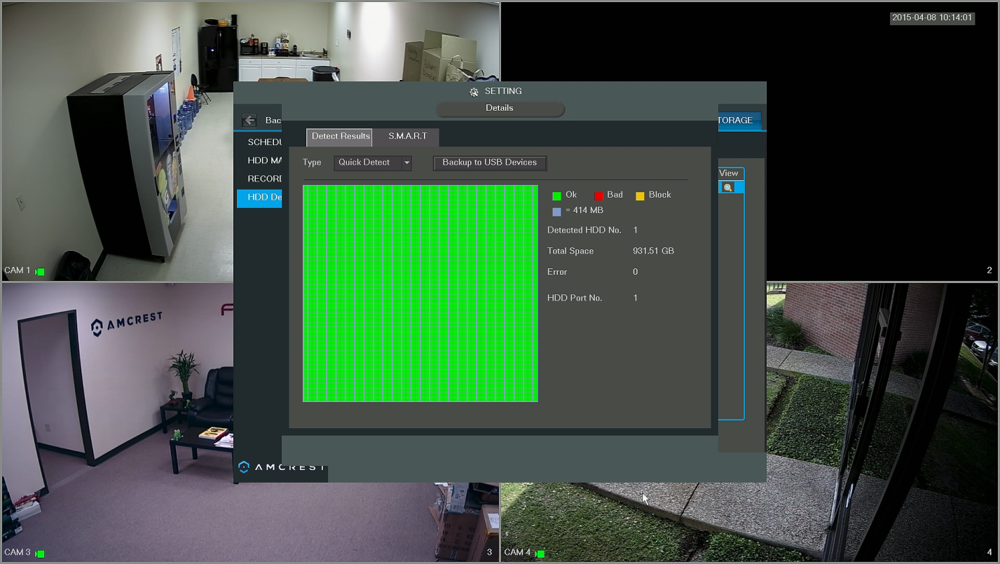 2015-04-08 10:14:01
SETTING
Details
Bac
TORAGE
Detect Results
S.M.A.R.T
SCHEDU
HDD MA
RECORD
HDD De
Type
Quick Detect
Backup to USB Devices
View
Ok
Bad
Block
= 414 MB
Detected HDD No. 1
Total Space 931.51 GB
Error 0
HDD Port No. 1
CAM 1
2
AMCREST
AMCREST
CAM 3
3
CAM 4
4